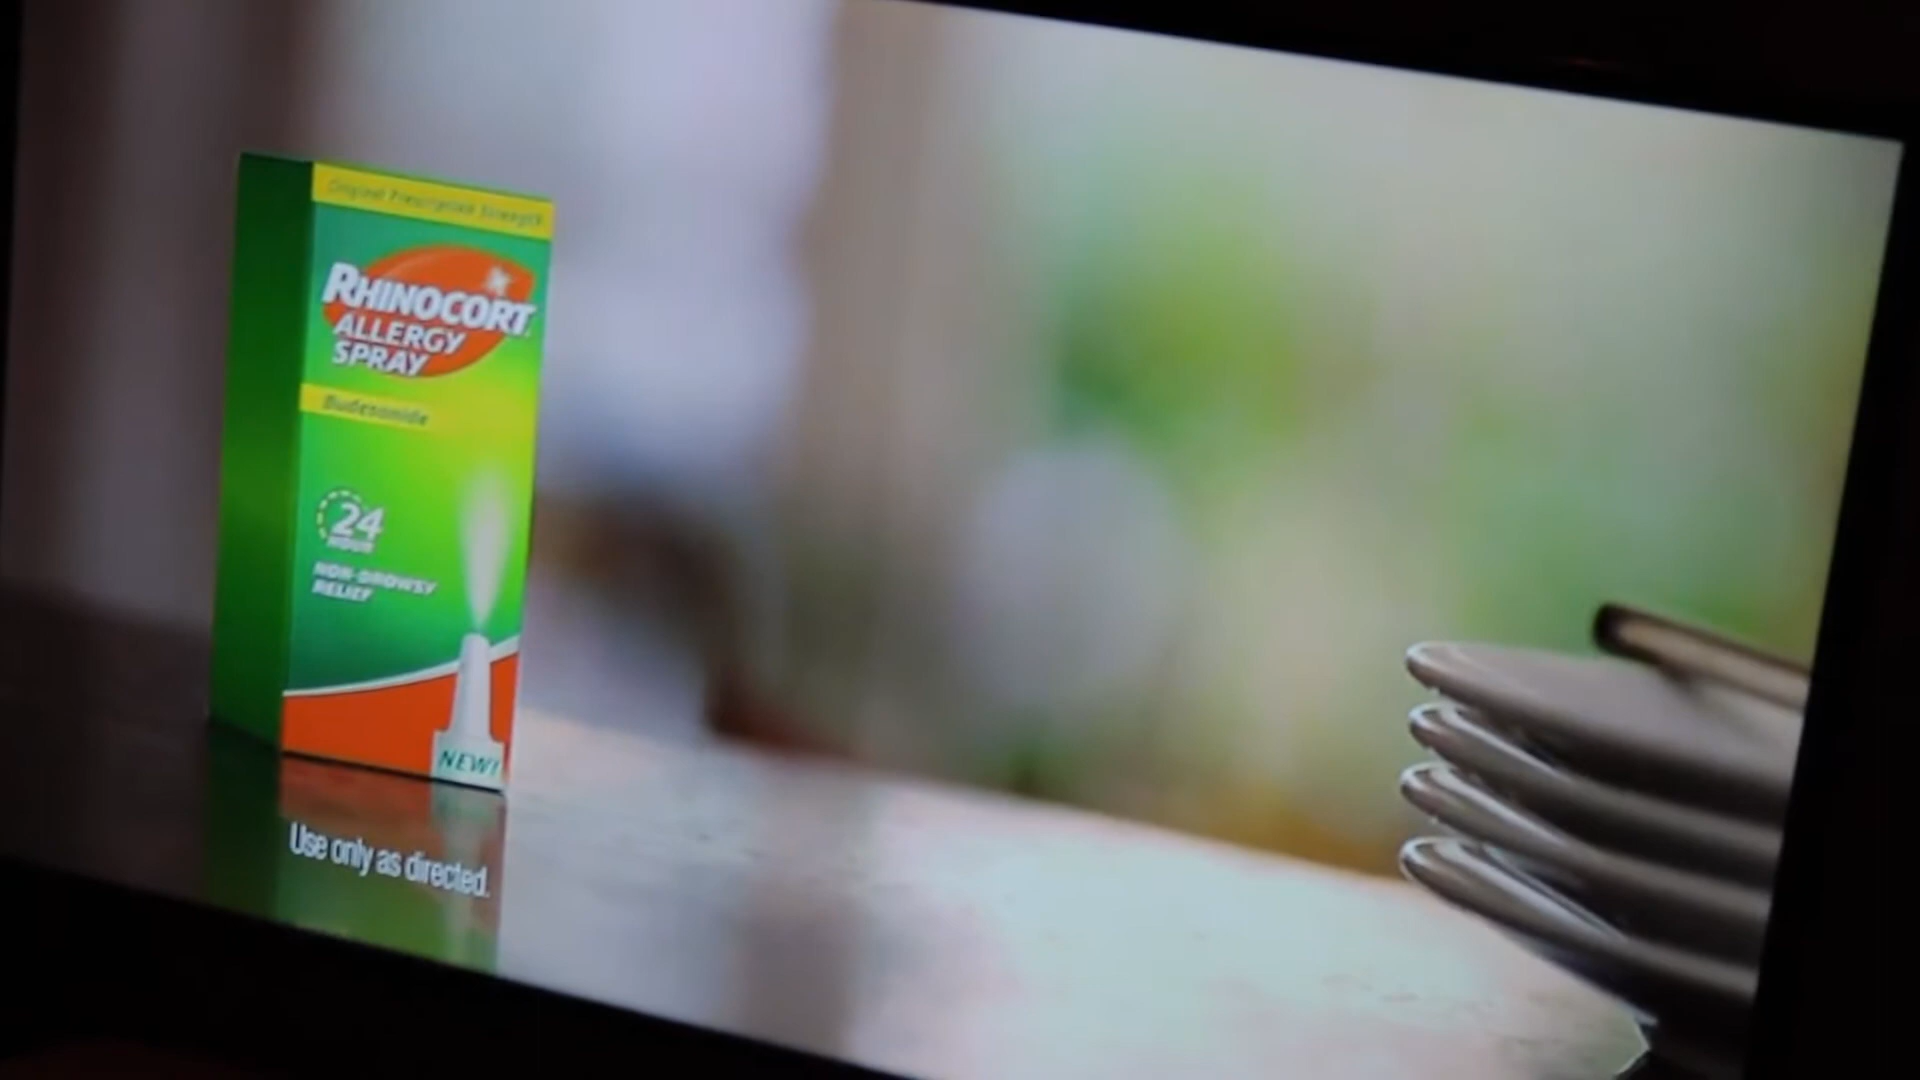 Original Prescription Strength
RHINOCORT
ALLERGY
SPRAY
Budesonide
24
HOUR
NON-DROWSY
RELIEF
NEW!
Use only as directed.